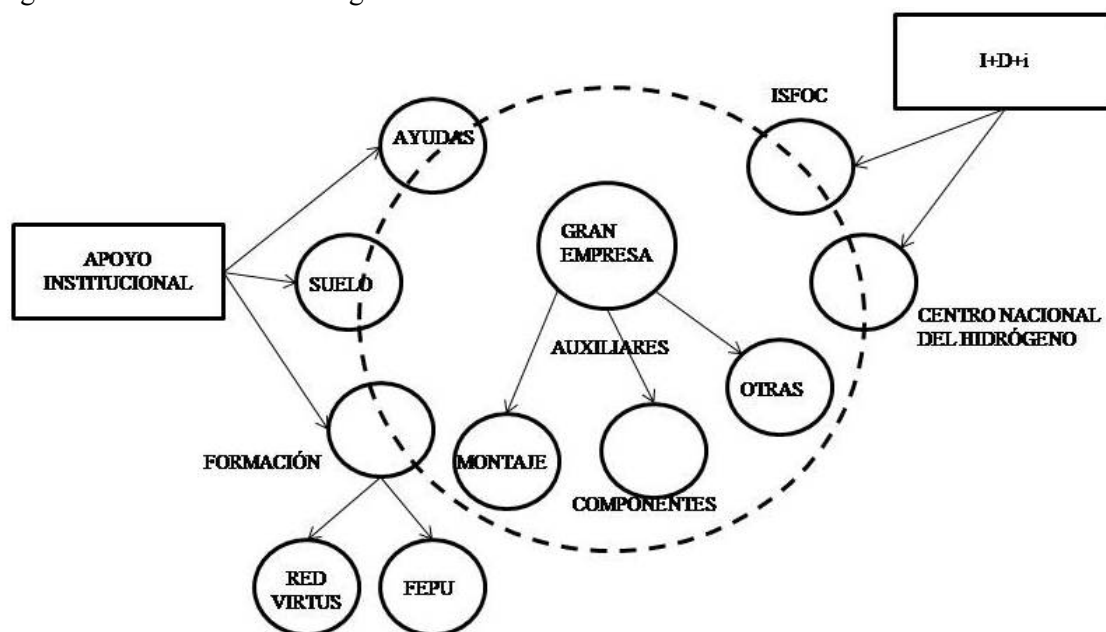 I+D+i
ISFOC
AYUDAS
GRAN
EMPRESA
APOYO
INSTITUCIONAL
SUELO
CENTRO NACIONAL
DEL HIDRÓGENO
AUXILIARES
OTRAS
FORMACIÓN
MONTAJE
COMPONENTES
RED
VIRTUS
FEPU